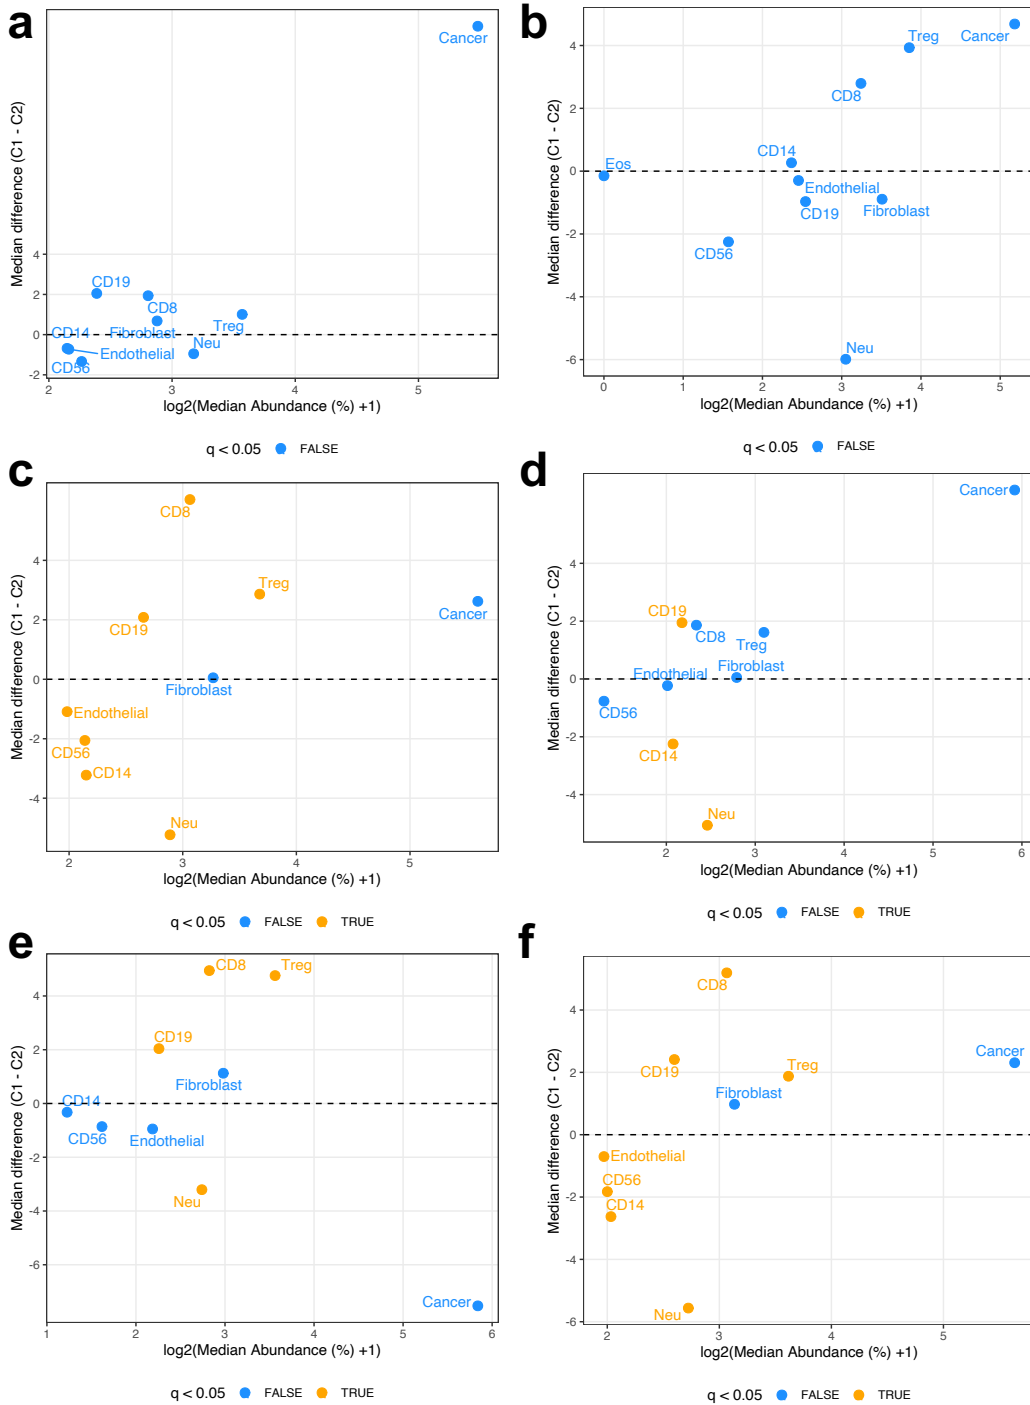 a
Median difference (C1 - C2)
Cancer
4
CD19
2
CD8
Fibroblast
Treg
CD14
0
Endothelial
Neu
CD56
-2
2 3 4 5
log2(Median Abundance (%) +1)
q < 0.05 FALSE
b
Median difference (C1 - C2)
Treg
Cancer
4
CD8
2
CD14
Eos
0
Endothelial
CD19
Fibroblast
-2
CD56
-4
Neu
-6
0 1 2 3 4 5
log2(Median Abundance (%) +1)
q < 0.05 FALSE
c
Median difference (C1 - C2)
CD8
4
Treg
Cancer
2
CD19
0
Fibroblast
Endothelial
-2
CD56
CD14
-4
Neu
2 3 4 5
log2(Median Abundance (%) +1)
q < 0.05 FALSE TRUE
d
Median difference (C1 - C2)
Cancer
4
CD19
2
CD8
Treg
Endothelial
Fibroblast
0
CD56
-2
CD14
-4
Neu
2 3 4 5 6
log2(Median Abundance (%) +1)
q < 0.05 FALSE TRUE
e
Median difference (C1 - C2)
CD8
Treg
4
CD19
2
Fibroblast
CD14
0
CD56
Endothelial
-2
Neu
-4
-6
Cancer
1 2 3 4 5 6
log2(Median Abundance (%) +1)
q < 0.05 FALSE TRUE
f
Median difference (C1 - C2)
CD8
4
CD19
Treg
Cancer
2
Fibroblast
0
Endothelial
CD56
-2
CD14
-4
Neu
-6
2 3 4 5
log2(Median Abundance (%) +1)
q < 0.05 FALSE TRUE